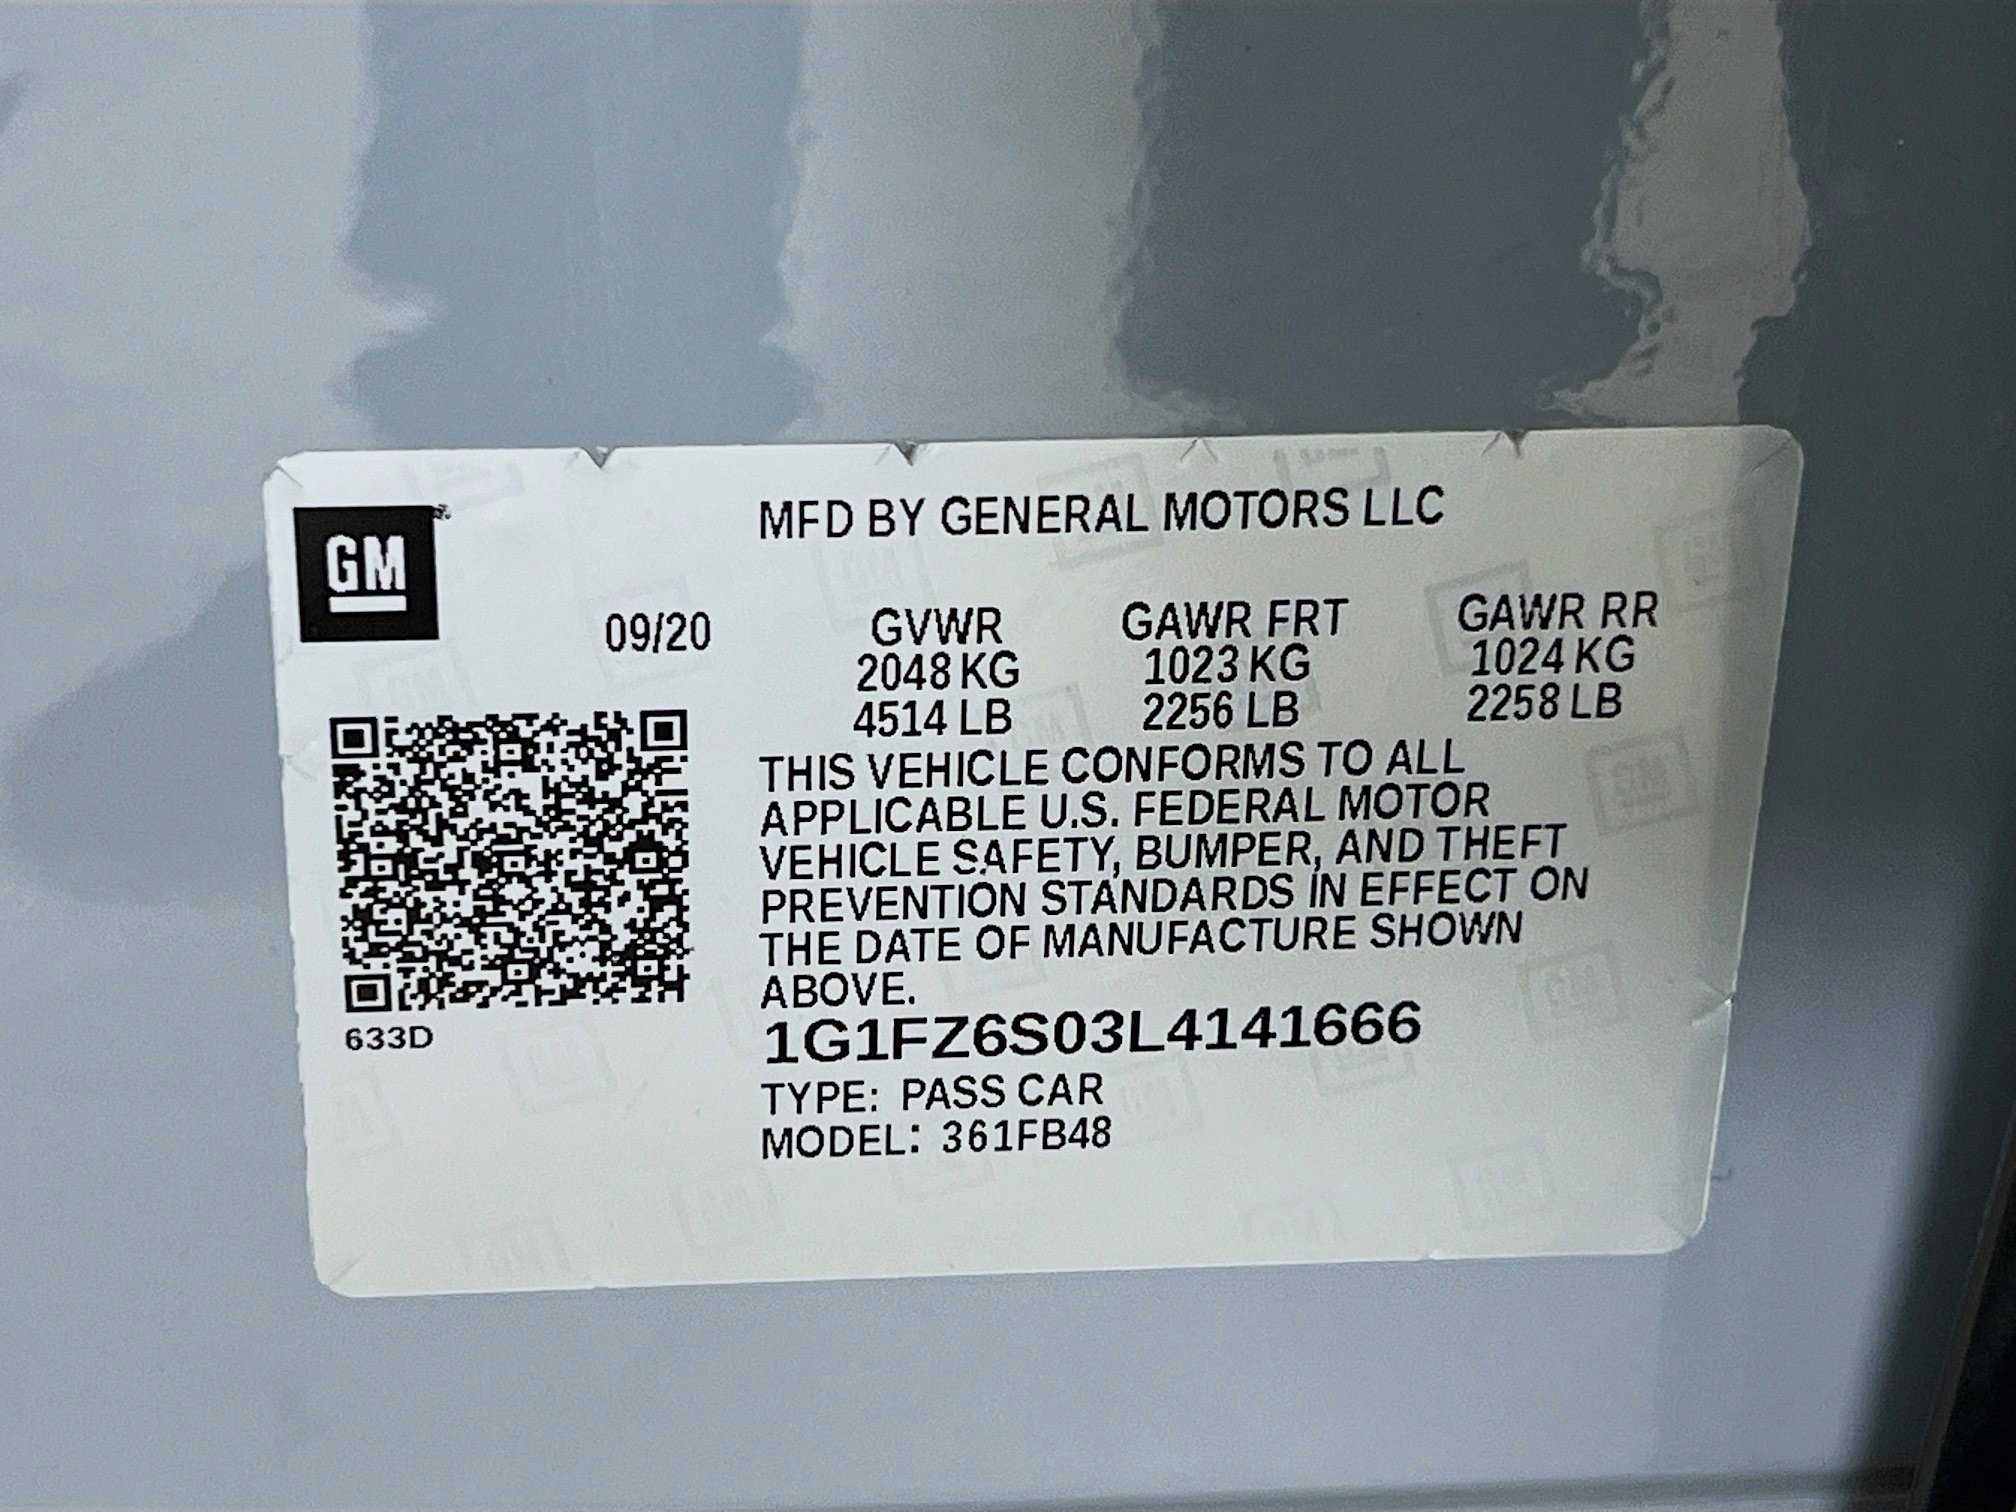 MFD BY GENERAL MOTORS LLC
GM
09/20 GVWR GAWR FRT GAWR RR
2048 KG 1023 KG 1024 KG
4514 LB 2256 LB 2258 LB
THIS VEHICLE CONFORMS TO ALL
APPLICABLE U.S. FEDERAL MOTOR
VEHICLE SAFETY, BUMPER, AND THEFT
PREVENTION STANDARDS IN EFFECT ON
THE DATE OF MANUFACTURE SHOWN
ABOVE.
633D
1G1FZ6S03L4141666
TYPE: PASS CAR
MODEL: 361FB48